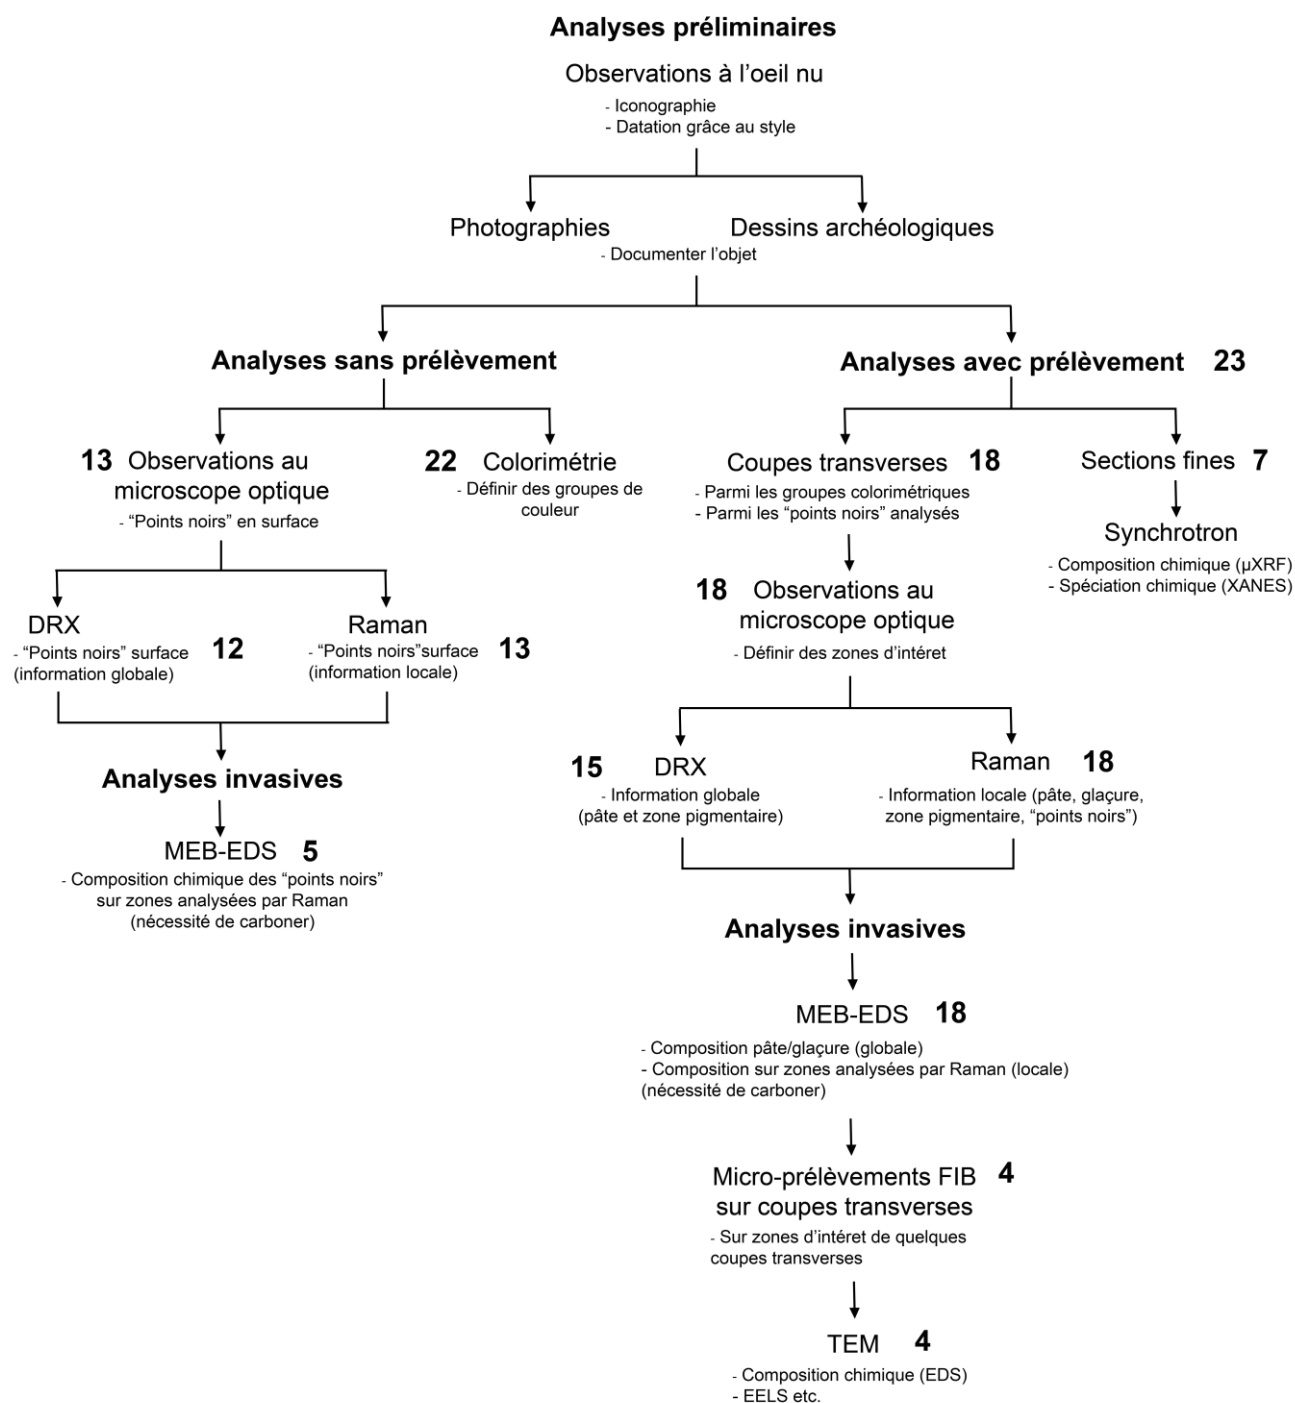 Analyses préliminaires
Observations à l'oeil nu
- Iconographie
- Datation grâce au style
Photographies
Dessins archéologiques
- Documenter l'objet
Analyses sans prélèvement
13 Observations au
microscope optique
- “Points noirs” en surface
22 Colorimétrie
- Définir des groupes de
couleur
DRX
- “Points noirs” surface
(information globale)
12
Raman
- “Points noirs”surface
(information locale)
13
Analyses invasives
MEB-EDS 5
- Composition chimique des “points noirs”
sur zones analysées par Raman
(nécessité de carboner)
Analyses avec prélèvement 23
Coupes transverses 18
- Parmi les groupes colorimétriques
- Parmi les “points noirs” analysés
Sections fines 7
Synchrotron
- Composition chimique (µXRF)
- Spéciation chimique (XANES)
18 Observations au
microscope optique
- Définir des zones d'intéret
15 DRX
- Information globale
(pâte et zone pigmentaire)
Raman 18
- Information locale (pâte, glaçure,
zone pigmentaire, “points noirs”)
Analyses invasives
MEB-EDS 18
- Composition pâte/glaçure (globale)
- Composition sur zones analysées par Raman (locale)
(nécessité de carboner)
Micro-prélèvements FIB 4
sur coupes transverses
- Sur zones d'intéret de quelques
coupes transverses
TEM 4
- Composition chimique (EDS)
- EELS etc.